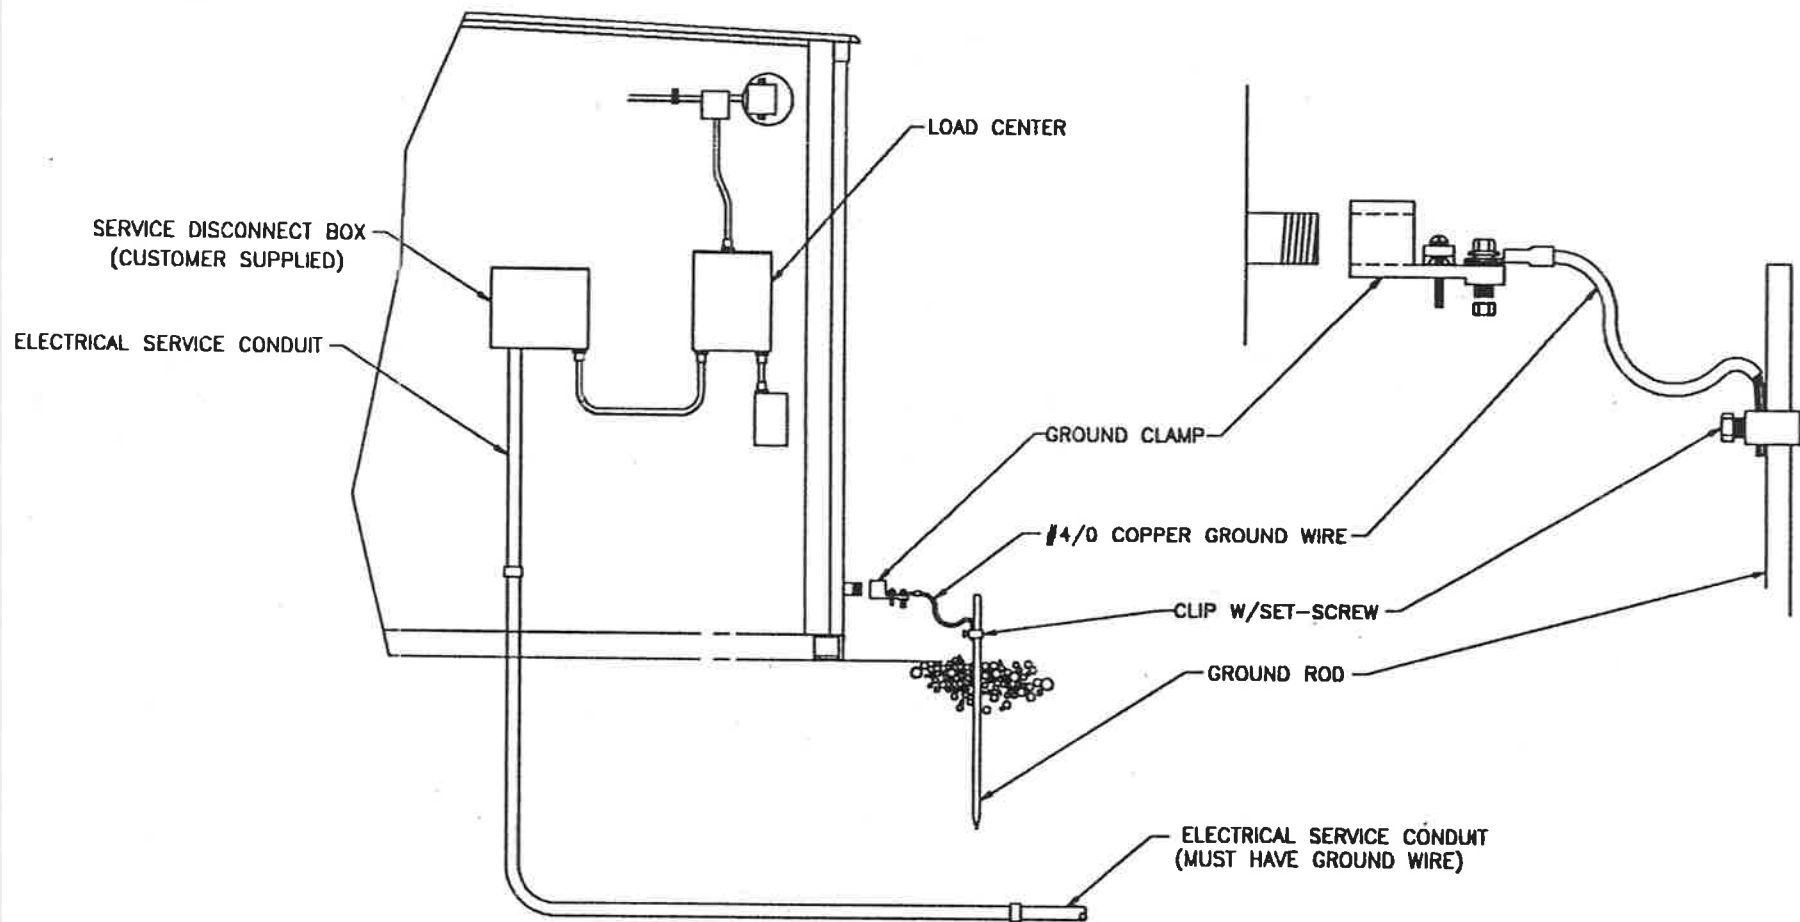 LOAD CENTER
SERVICE DISCONNECT BOX
(CUSTOMER SUPPLIED)
ELECTRICAL SERVICE CONDUIT
GROUND CLAMP
#4/0 COPPER GROUND WIRE
CLIP W/SET-SCREW
GROUND ROD
ELECTRICAL SERVICE CONDUIT
(MUST HAVE GROUND WIRE)